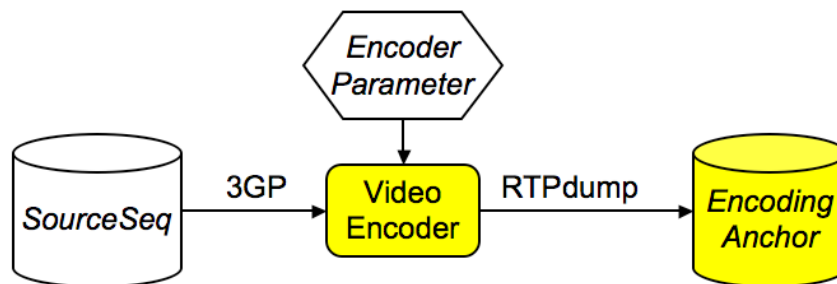 Encoder
Parameter
SourceSeq
3GP
Video
Encoder
RTPdump
Encoding
Anchor